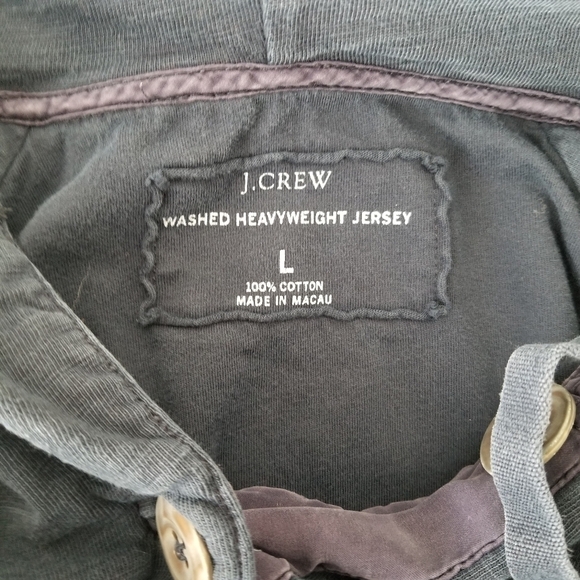 J.CREW
WASHED HEAVYWEIGHT JERSEY
L
100% COTTON
MADE IN MACAU